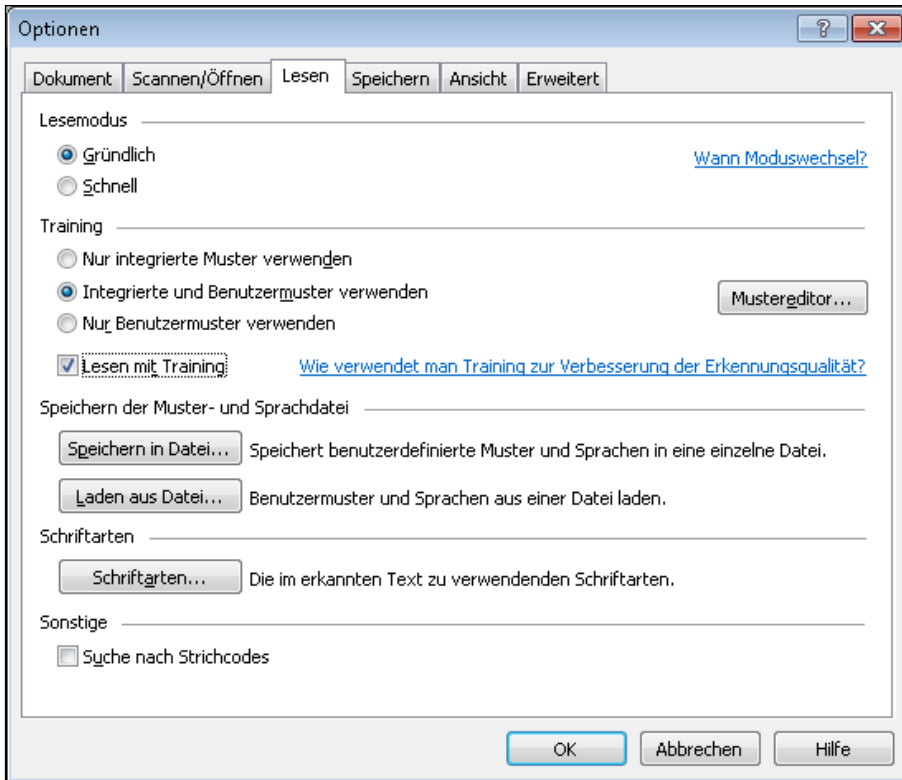 Optionen
Dokument Scannen/Öffnen Lesen Speichern Ansicht Erweitert
Lesemodus
Gründlich
Wann Moduswechsel?
Schnell
Training
Nur integrierte Muster verwenden
Integrierte und Benutzermuster verwenden
Mustereditor...
Nur Benutzermuster verwenden
Lesen mit Training Wie verwendet man Training zur Verbesserung der Erkennungsqualität?
Speichern der Muster- und Sprachdatei
Speichern in Datei... Speichert benutzerdefinierte Muster und Sprachen in eine einzelne Datei.
Laden aus Datei... Benutzermuster und Sprachen aus einer Datei laden.
Schriftarten
Schriftarten... Die im erkannten Text zu verwendenden Schriftarten.
Sonstige
Suche nach Strichcodes
OK Abbrechen Hilfe